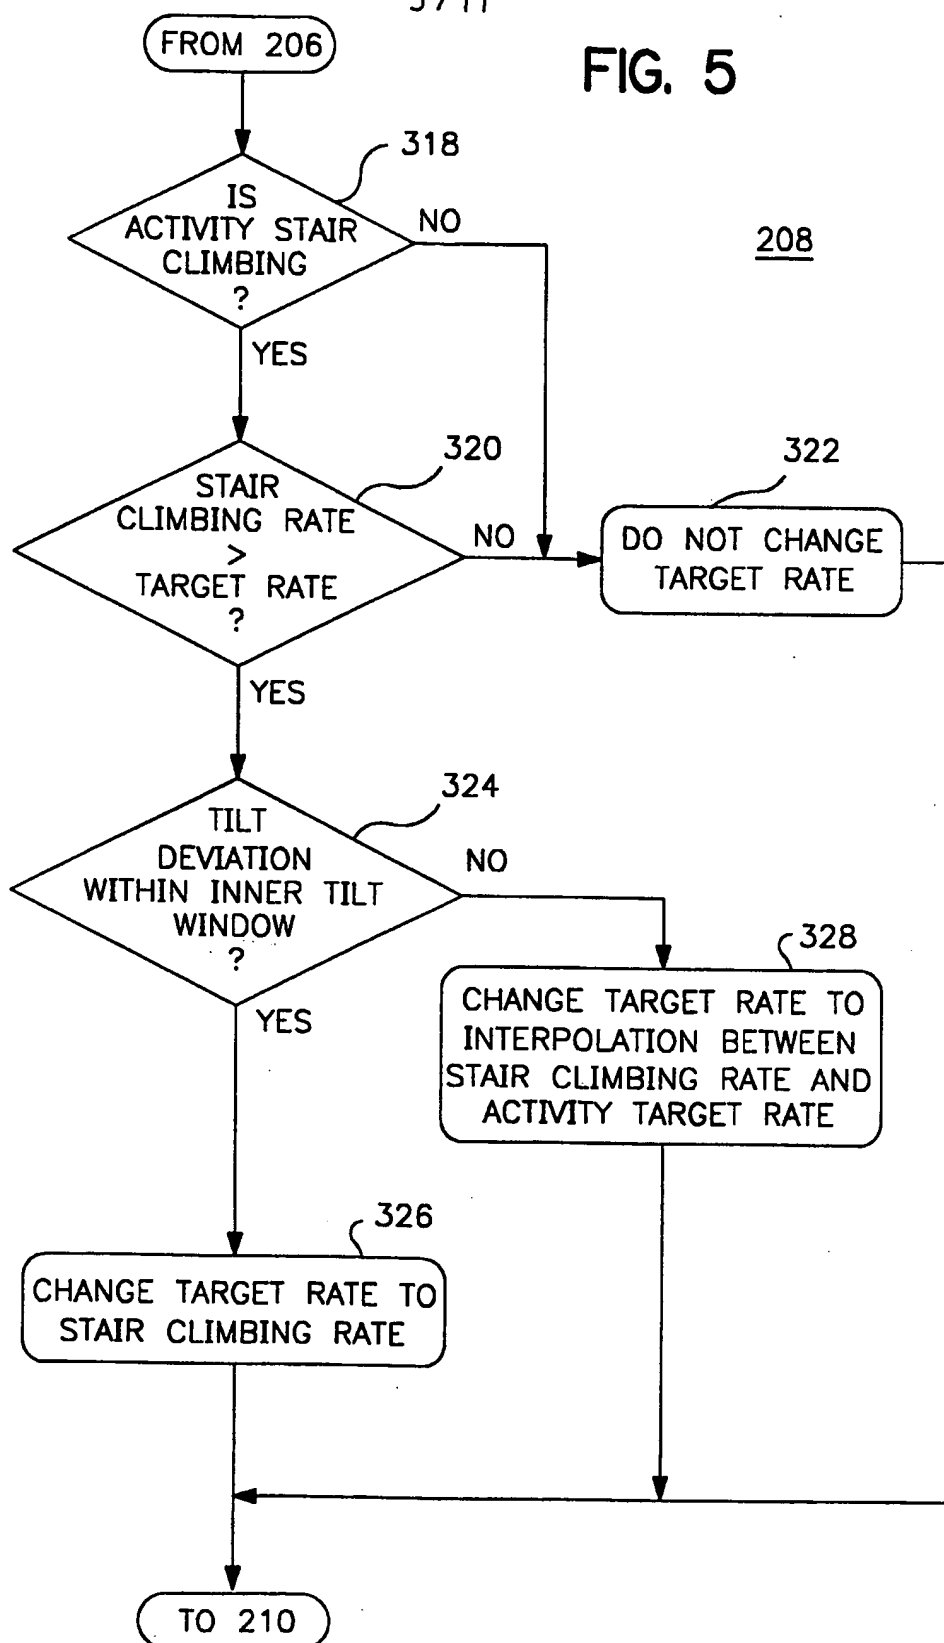 FROM 206
FIG. 5
318
IS
ACTIVITY STAIR
CLIMBING
?
NO
208
YES
320
STAIR
CLIMBING RATE
>
TARGET RATE
?
NO
322
DO NOT CHANGE
TARGET RATE
YES
324
TILT
DEVIATION
WITHIN INNER TILT
WINDOW
?
NO
328
CHANGE TARGET RATE TO
INTERPOLATION BETWEEN
STAIR CLIMBING RATE AND
ACTIVITY TARGET RATE
YES
326
CHANGE TARGET RATE TO
STAIR CLIMBING RATE
TO 210